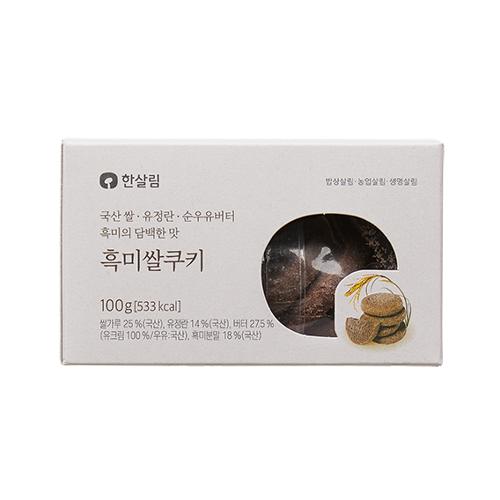 한살림
밥상살림·농업살림·생명살림
국산 쌀·유정란·순우유버터
흑미의 담백한 맛
흑미쌀쿠키
100g[533kcal]
쌀가루 25%(국산), 유정란 14%(국산), 버터 27.5%
(유크림 100%/우유:국산), 흑미분말 18%(국산)